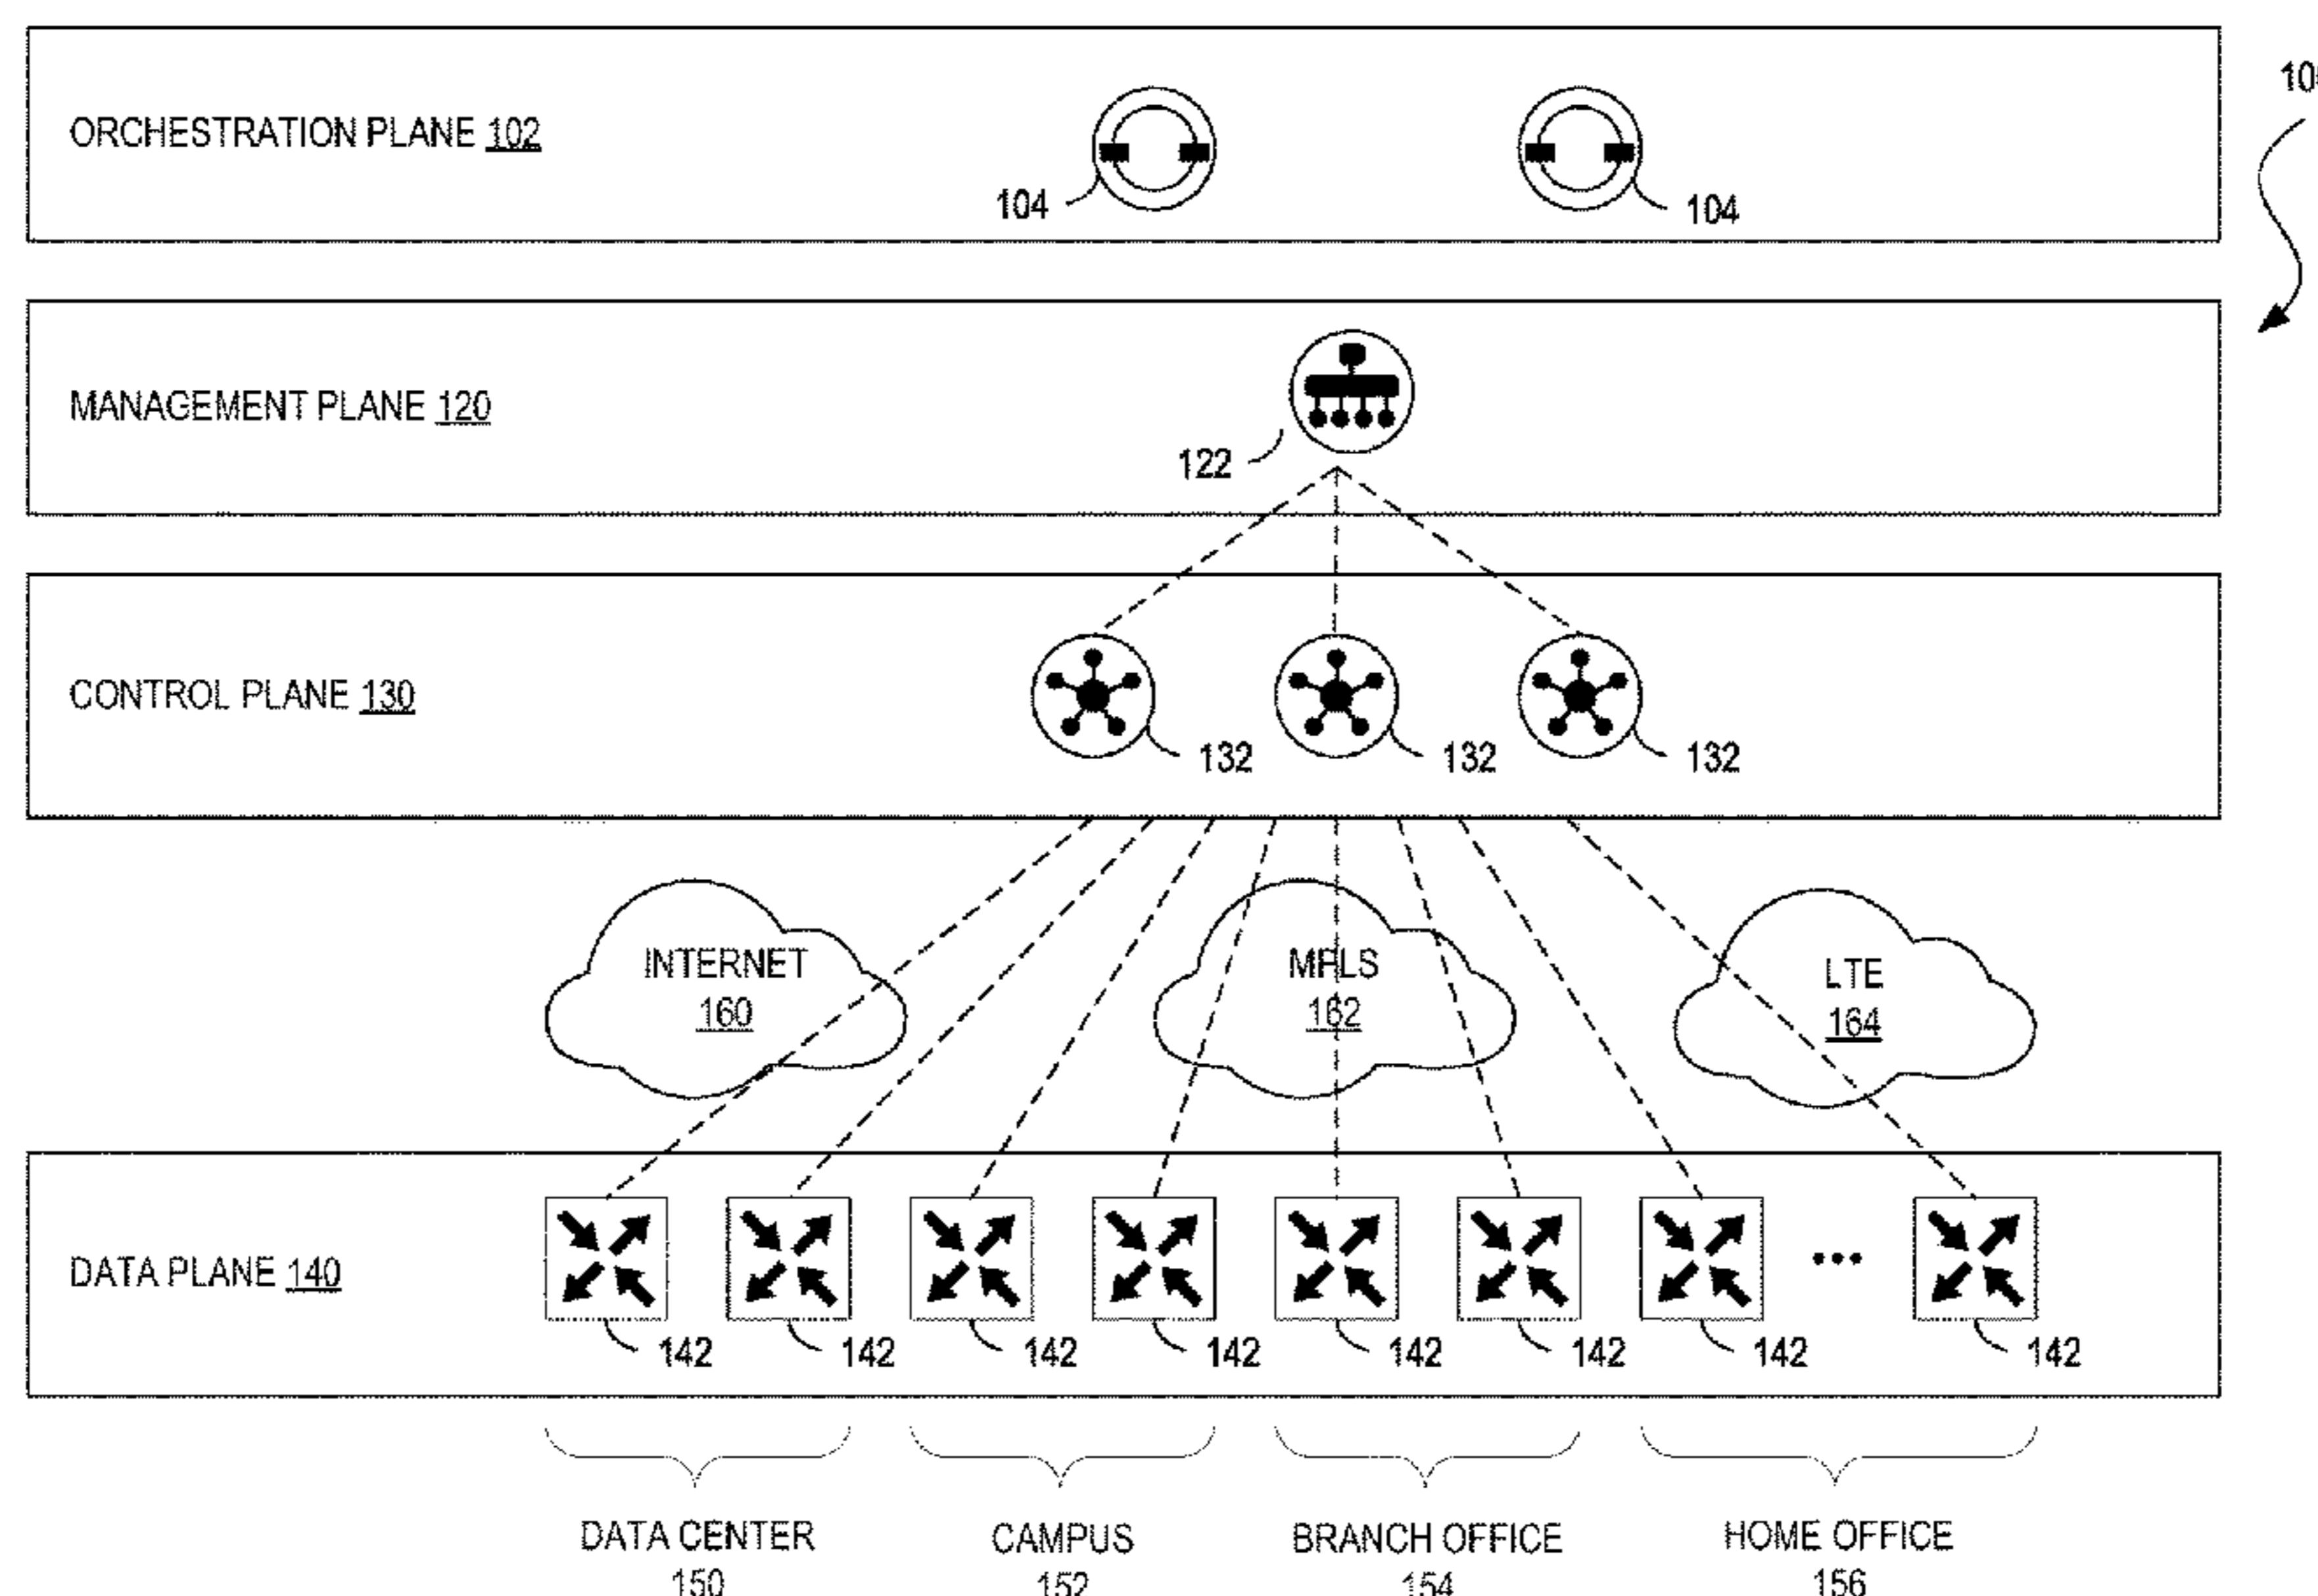 ORCHESTRATION PLANE 102
104
104
MANAGEMENT PLANE 120
122
CONTROL PLANE 130
132
132
132
INTERNET
160
MPLS
162
LTE
164
DATA PLANE 140
142
142
142
142
142
142
142
...
142
DATA CENTER
150
CAMPUS
152
BRANCH OFFICE
154
HOME OFFICE
156